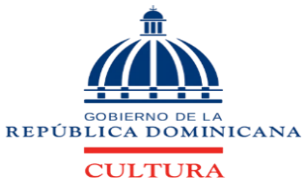 GOBIERNO DE LA
REPÚBLICA DOMINICANA
CULTURA